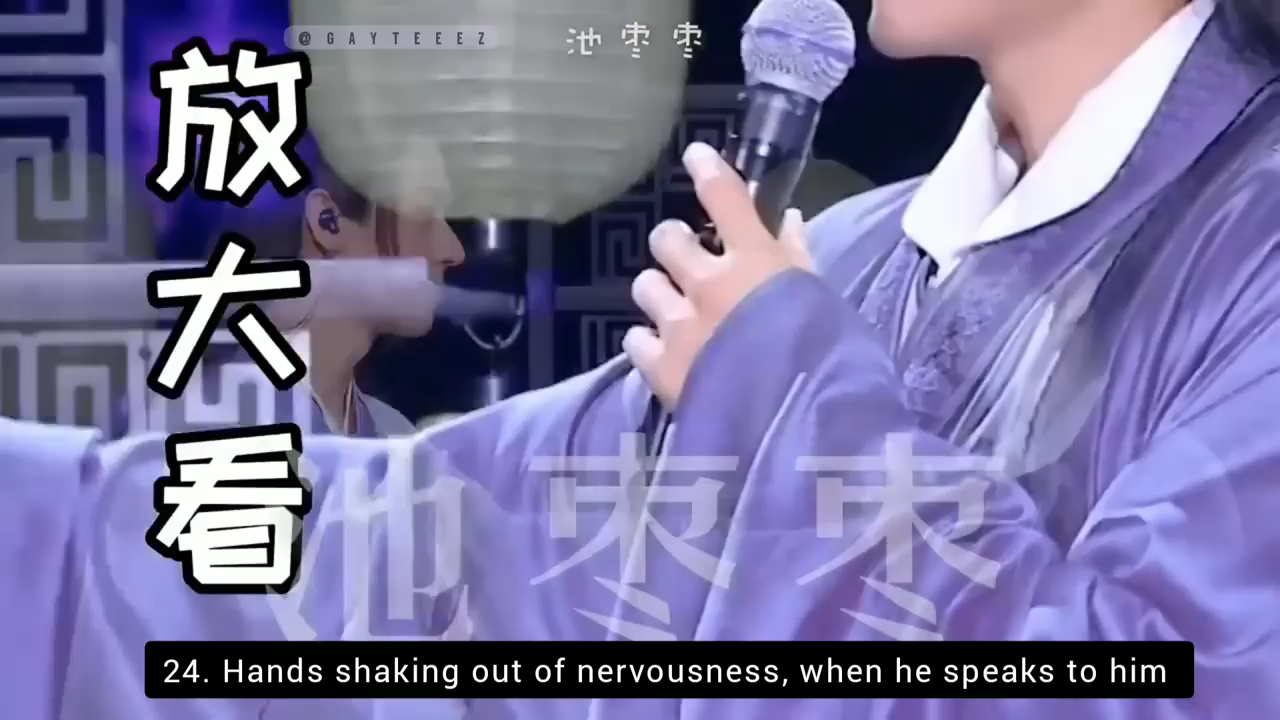 @GAYTEEEZ
池枣枣
放
大
看
池枣枣
24. Hands shaking out of nervousness, when he speaks to him